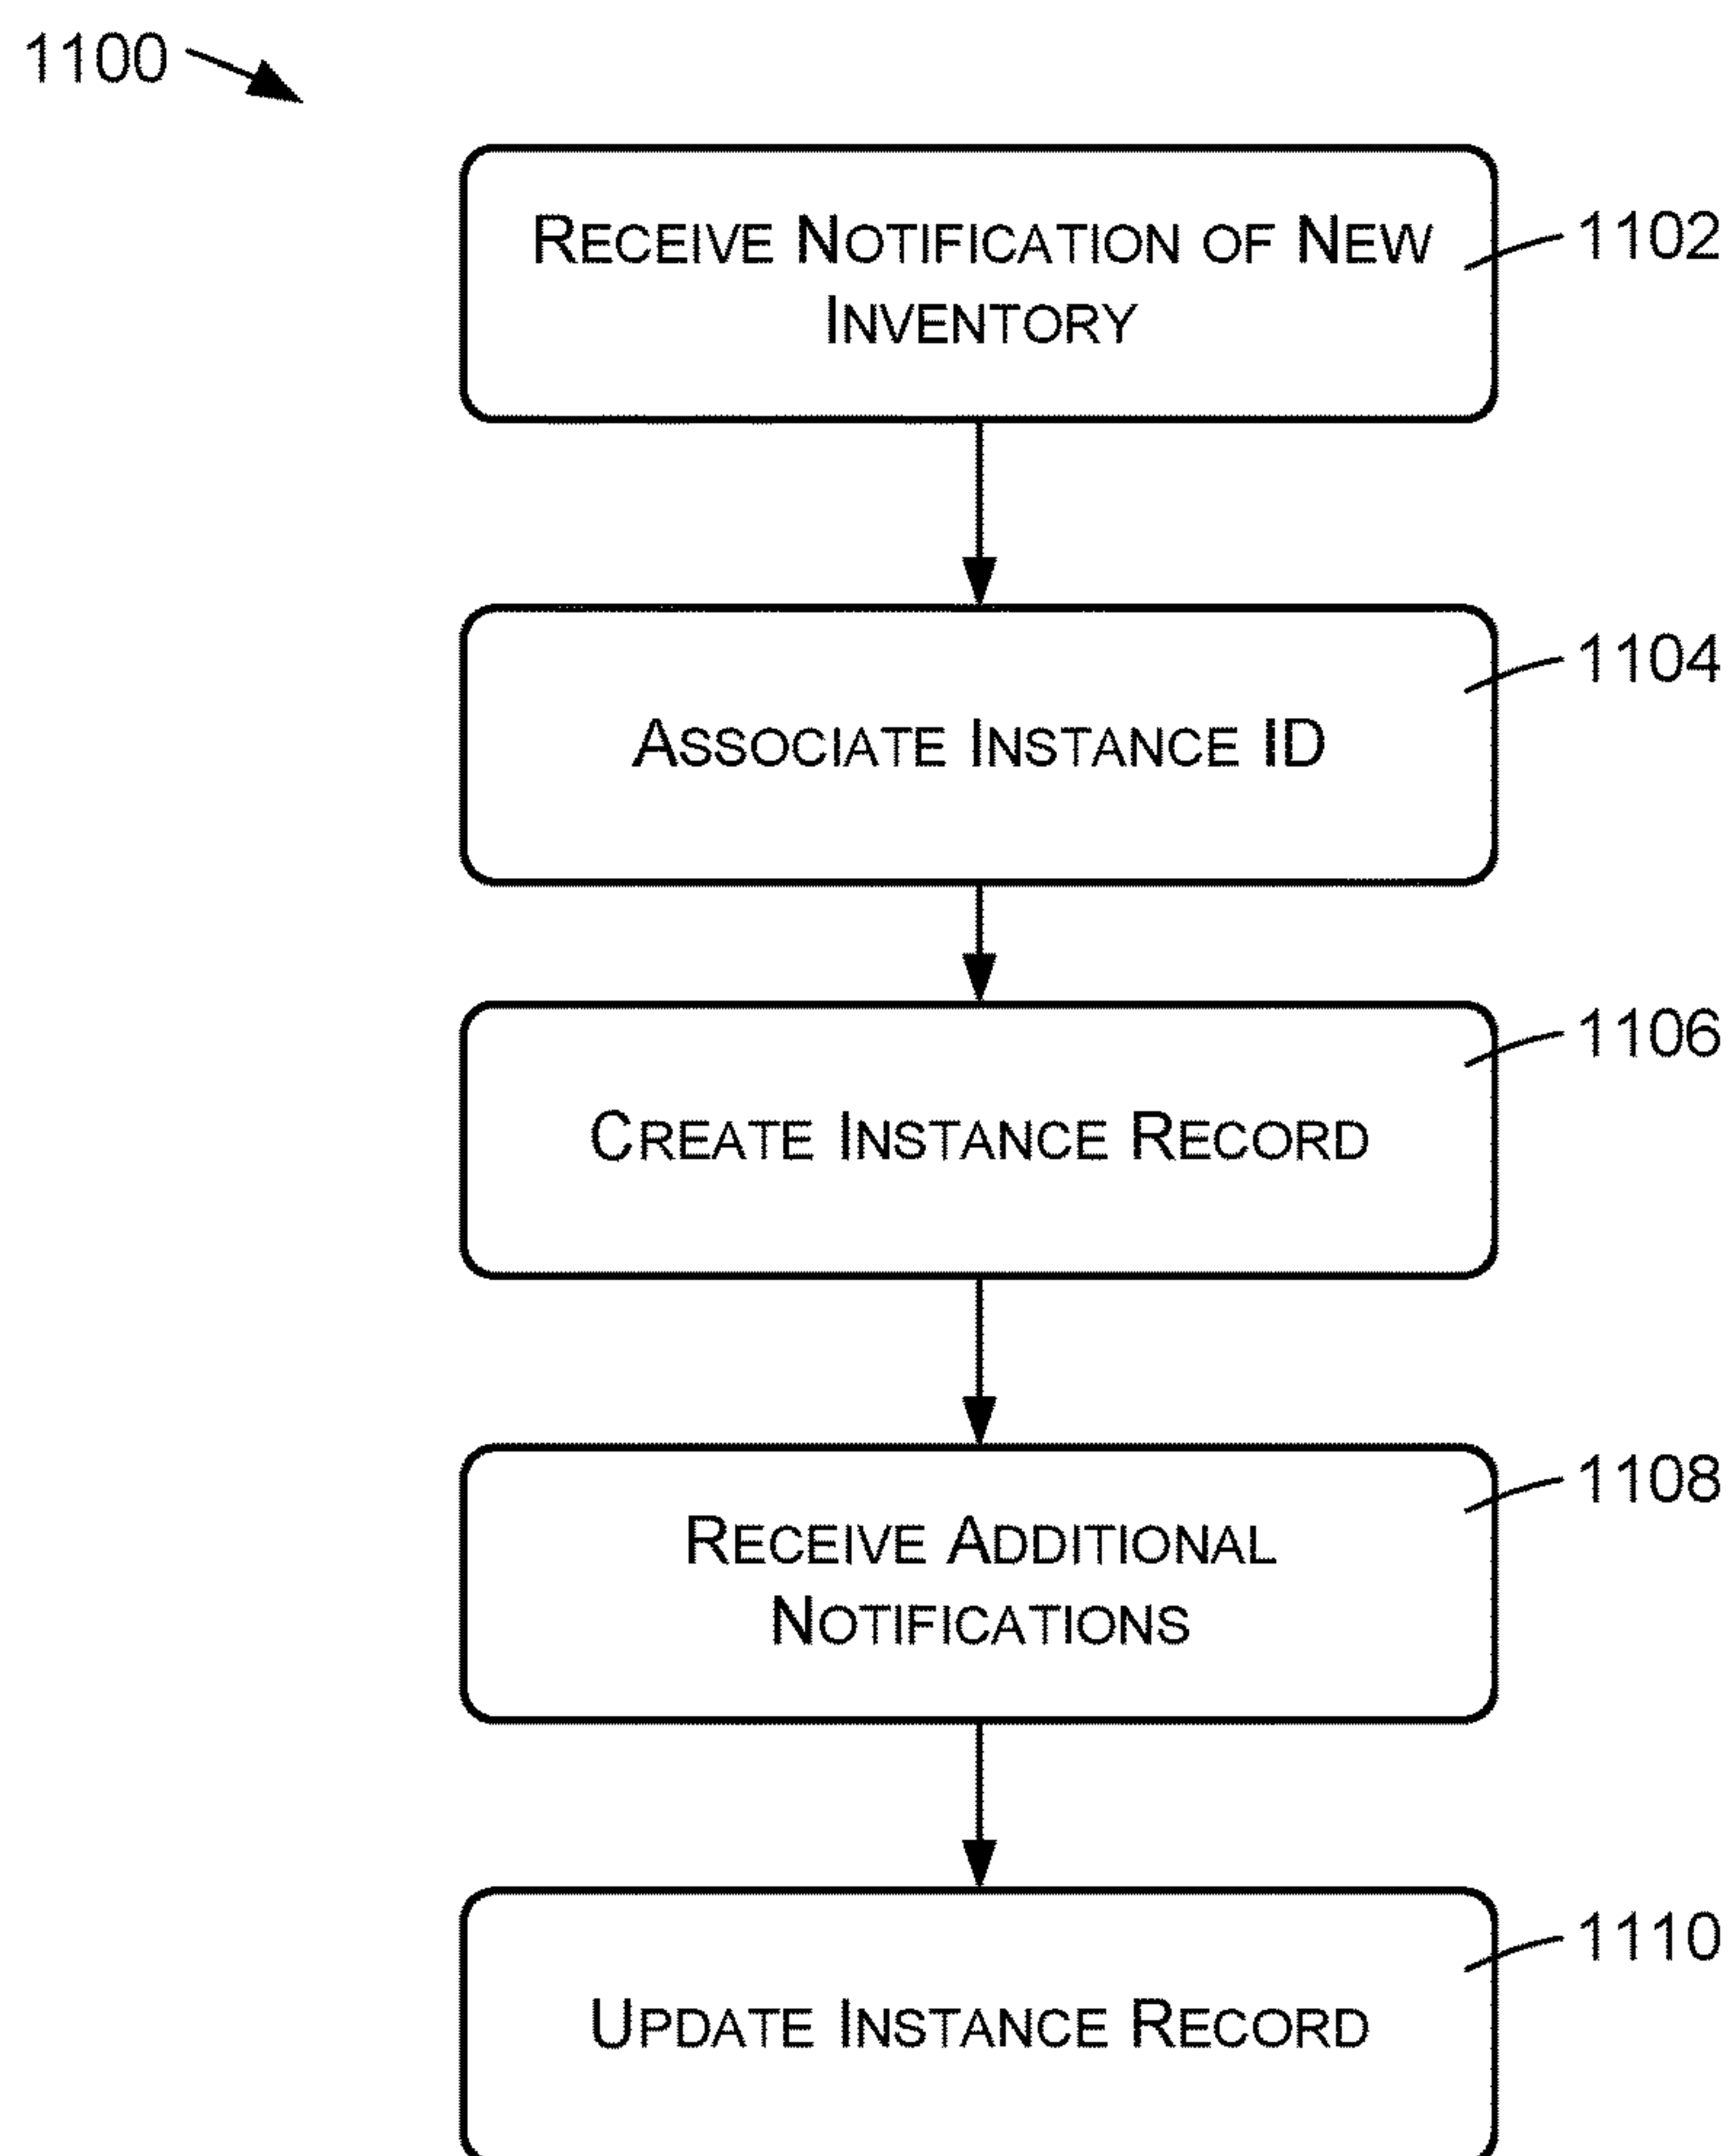 1100
RECEIVE NOTIFICATION OF NEW
INVENTORY
1102
ASSOCIATE INSTANCE ID
1104
CREATE INSTANCE RECORD
1106
RECEIVE ADDITIONAL
NOTIFICATIONS
1108
UPDATE INSTANCE RECORD
1110